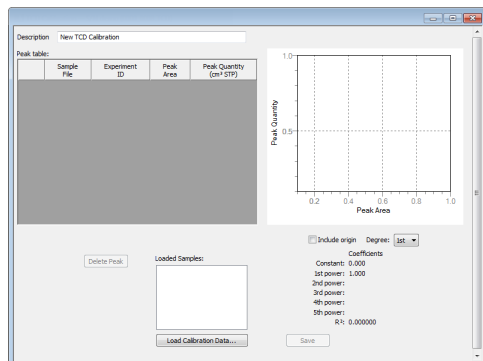 Description New TCD Calibration
Peak table:
Sample File Experiment ID Peak Area Peak Quantity (cm³ STP)
1.0
0.5
Peak Quantity
0.2 0.4 0.6 0.8 1.0
Peak Area
Include origin Degree: 1st
Coefficients
Constant: 0.000
1st power: 1.000
2nd power:
3rd power:
4th power:
5th power:
R²: 0.000000
Delete Peak
Loaded Samples:
Load Calibration Data...
Save